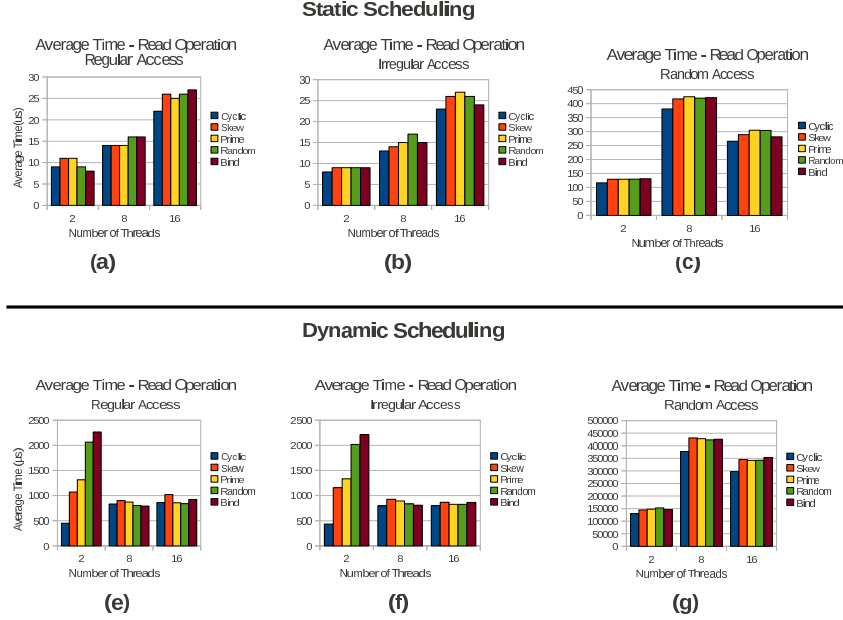 Static Scheduling
Average Time - Read Operation
Regular Access
30
25
20
15
10
5
0
Average Time(us)
2 8 16
Number of Threads
Cyclic
Skew
Prime
Random
Bind
(a)
Average Time - Read Operation
Irregular Access
30
25
20
15
10
5
0
2 8 16
Number of Threads
Cyclic
Skew
Prime
Random
Bind
(b)
Average Time - Read Operation
Random Access
450
400
350
300
250
200
150
100
50
0
2 8 16
Number of Threads
Cyclic
Skew
Prime
Random
Bind
(c)
Dynamic Scheduling
Average Time - Read Operation
Regular Access
2500
2000
1500
1000
500
0
Average Time (µs)
2 8 16
Number of Threads
Cyclic
Skew
Prime
Random
Bind
(e)
Average Time - Read Operation
Irregular Access
2500
2000
1500
1000
500
0
2 8 16
Number of Threads
Cyclic
Skew
Prime
Random
Bind
(f)
Average Time - Read Operation
Random Access
500000
450000
400000
350000
300000
250000
200000
150000
100000
50000
0
2 8 16
Number of Threads
Cyclic
Skew
Prime
Random
Bind
(g)